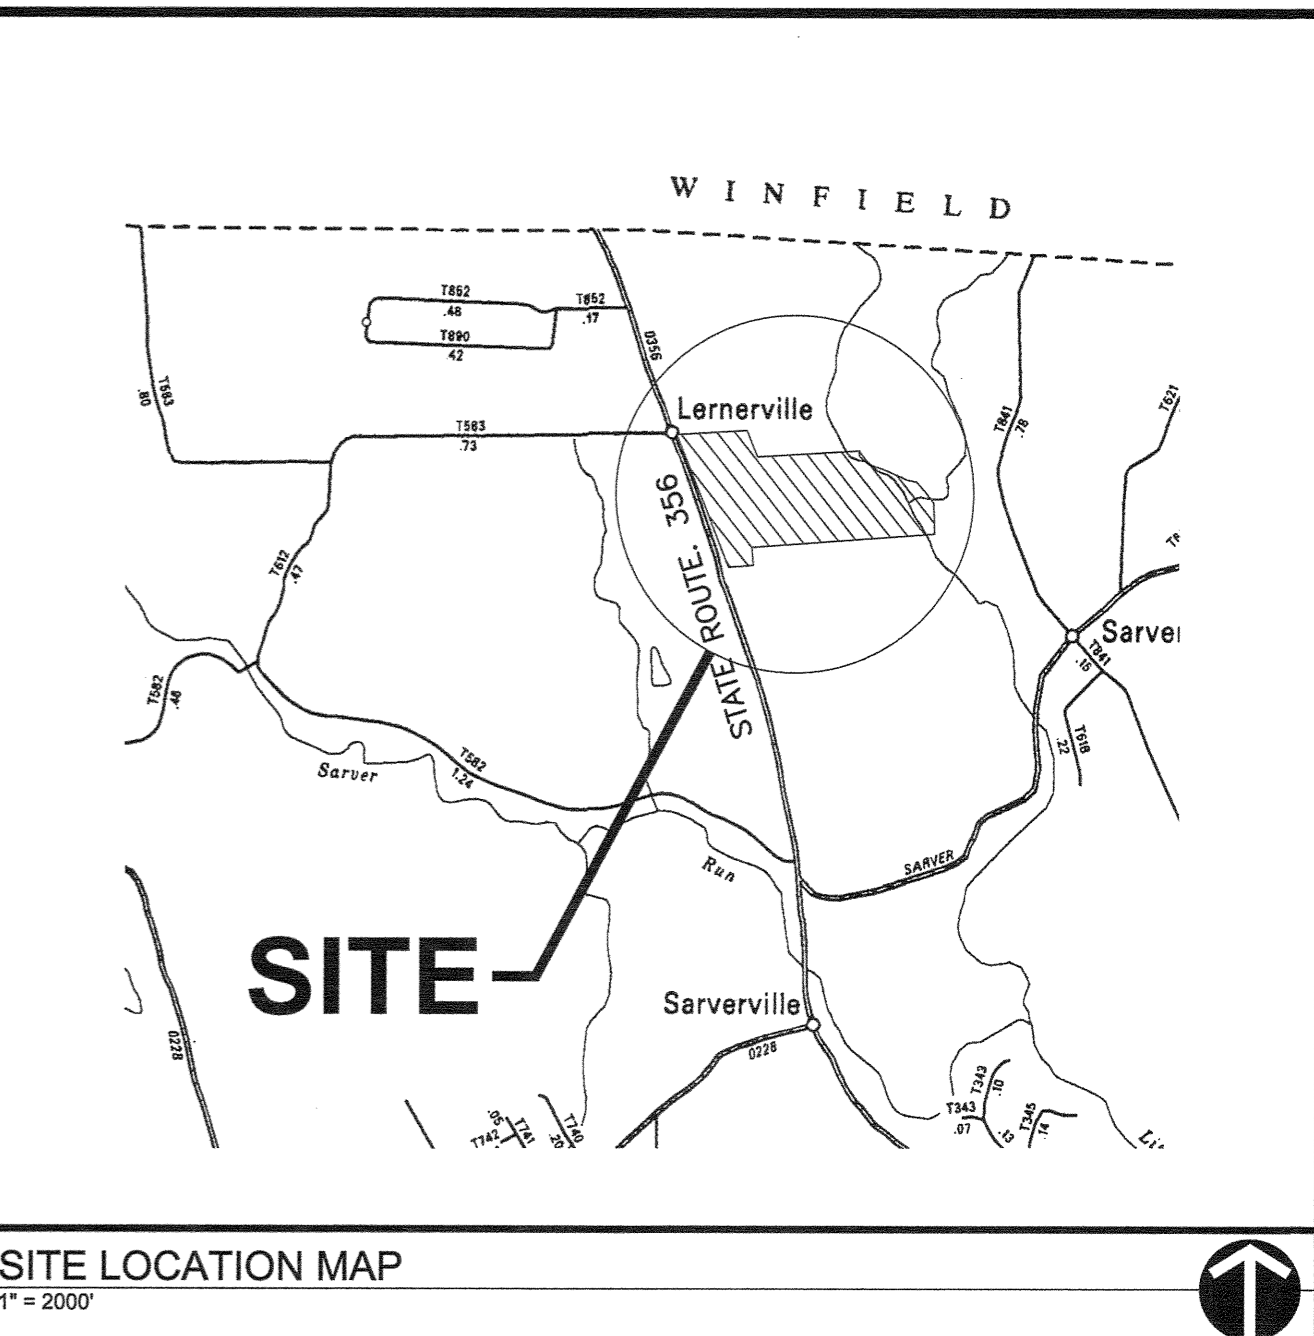 WINFIELD
T862
.48
T852
.17
T890
.42
0356
T583
.80
Lernerville
T583
.73
T841
.78
T621
STATE ROUTE. 356
T612
.47
Sarver
T841
.15
T582
.48
T618
.22
Sarver
T582
1.24
Run
SARVER
SITE
Sarverville
0228
0228
T343
.10
T343
.07
.13
T345
.14
.05
T742
T741
T740
.20
SITE LOCATION MAP
1" = 2000'